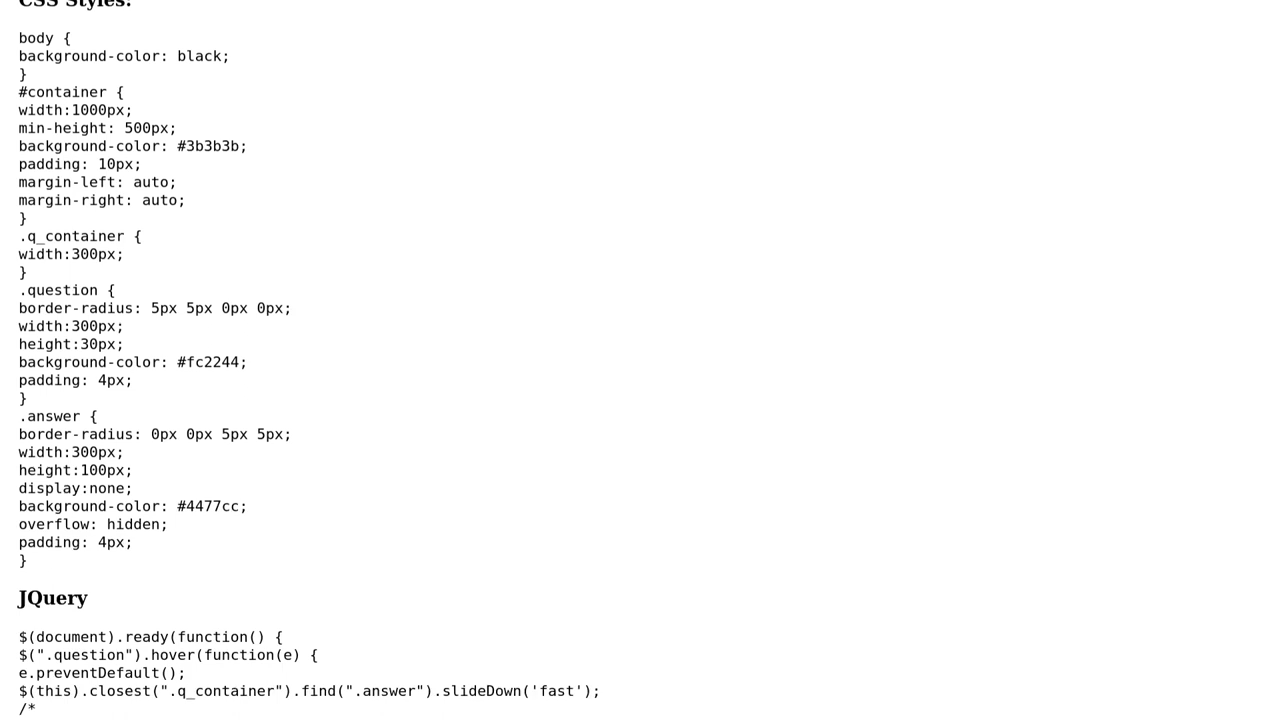 CSS Styles:
body {
background-color: black;
}
#container {
width:1000px;
min-height: 500px;
background-color: #3b3b3b;
padding: 10px;
margin-left: auto;
margin-right: auto;
}
.q_container {
width:300px;
}
.question {
border-radius: 5px 5px 0px 0px;
width:300px;
height:30px;
background-color: #fc2244;
padding: 4px;
}
.answer {
border-radius: 0px 0px 5px 5px;
width:300px;
height:100px;
display:none;
background-color: #4477cc;
overflow: hidden;
padding: 4px;
}
JQuery
$(document).ready(function() {
$(".question").hover(function(e) {
e.preventDefault();
$(this).closest(".q_container").find(".answer").slideDown('fast');
/*